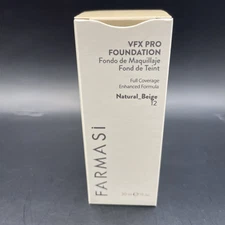 VFX PRO
FOUNDATION
Fondo de Maquillaje
Fond de Teint
Full Coverage
Enhanced Formula
Natural_Beige
12
FARMASi